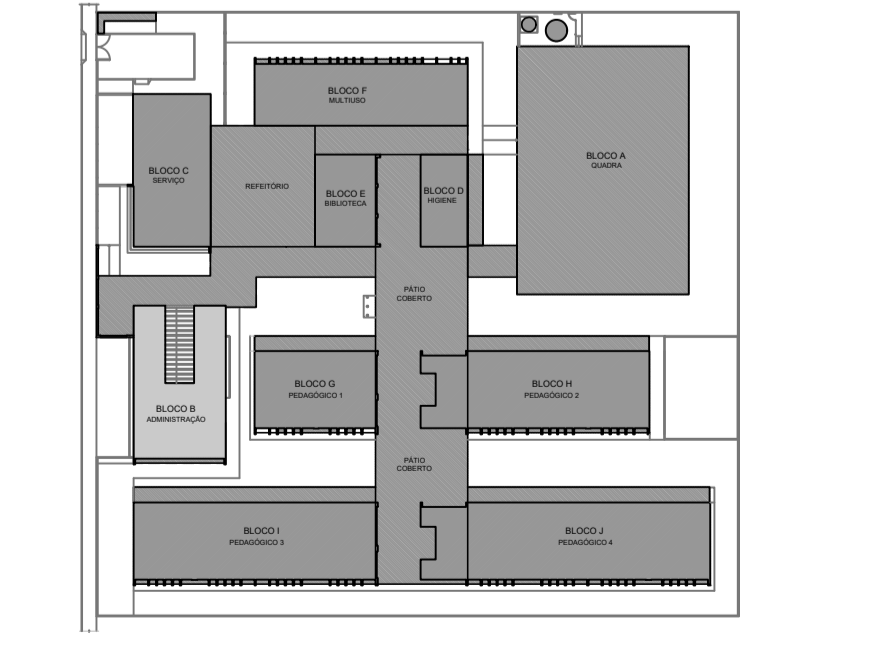 BLOCO F
MULTIUSO
BLOCO A
QUADRA
BLOCO C
SERVIÇO
REFEITÓRIO
BLOCO E
BIBLIOTECA
BLOCO D
HIGIENE
PÁTIO
COBERTO
BLOCO G
PEDAGÓGICO 1
BLOCO H
PEDAGÓGICO 2
BLOCO B
ADMINISTRAÇÃO
PÁTIO
COBERTO
BLOCO I
PEDAGÓGICO 3
BLOCO J
PEDAGÓGICO 4